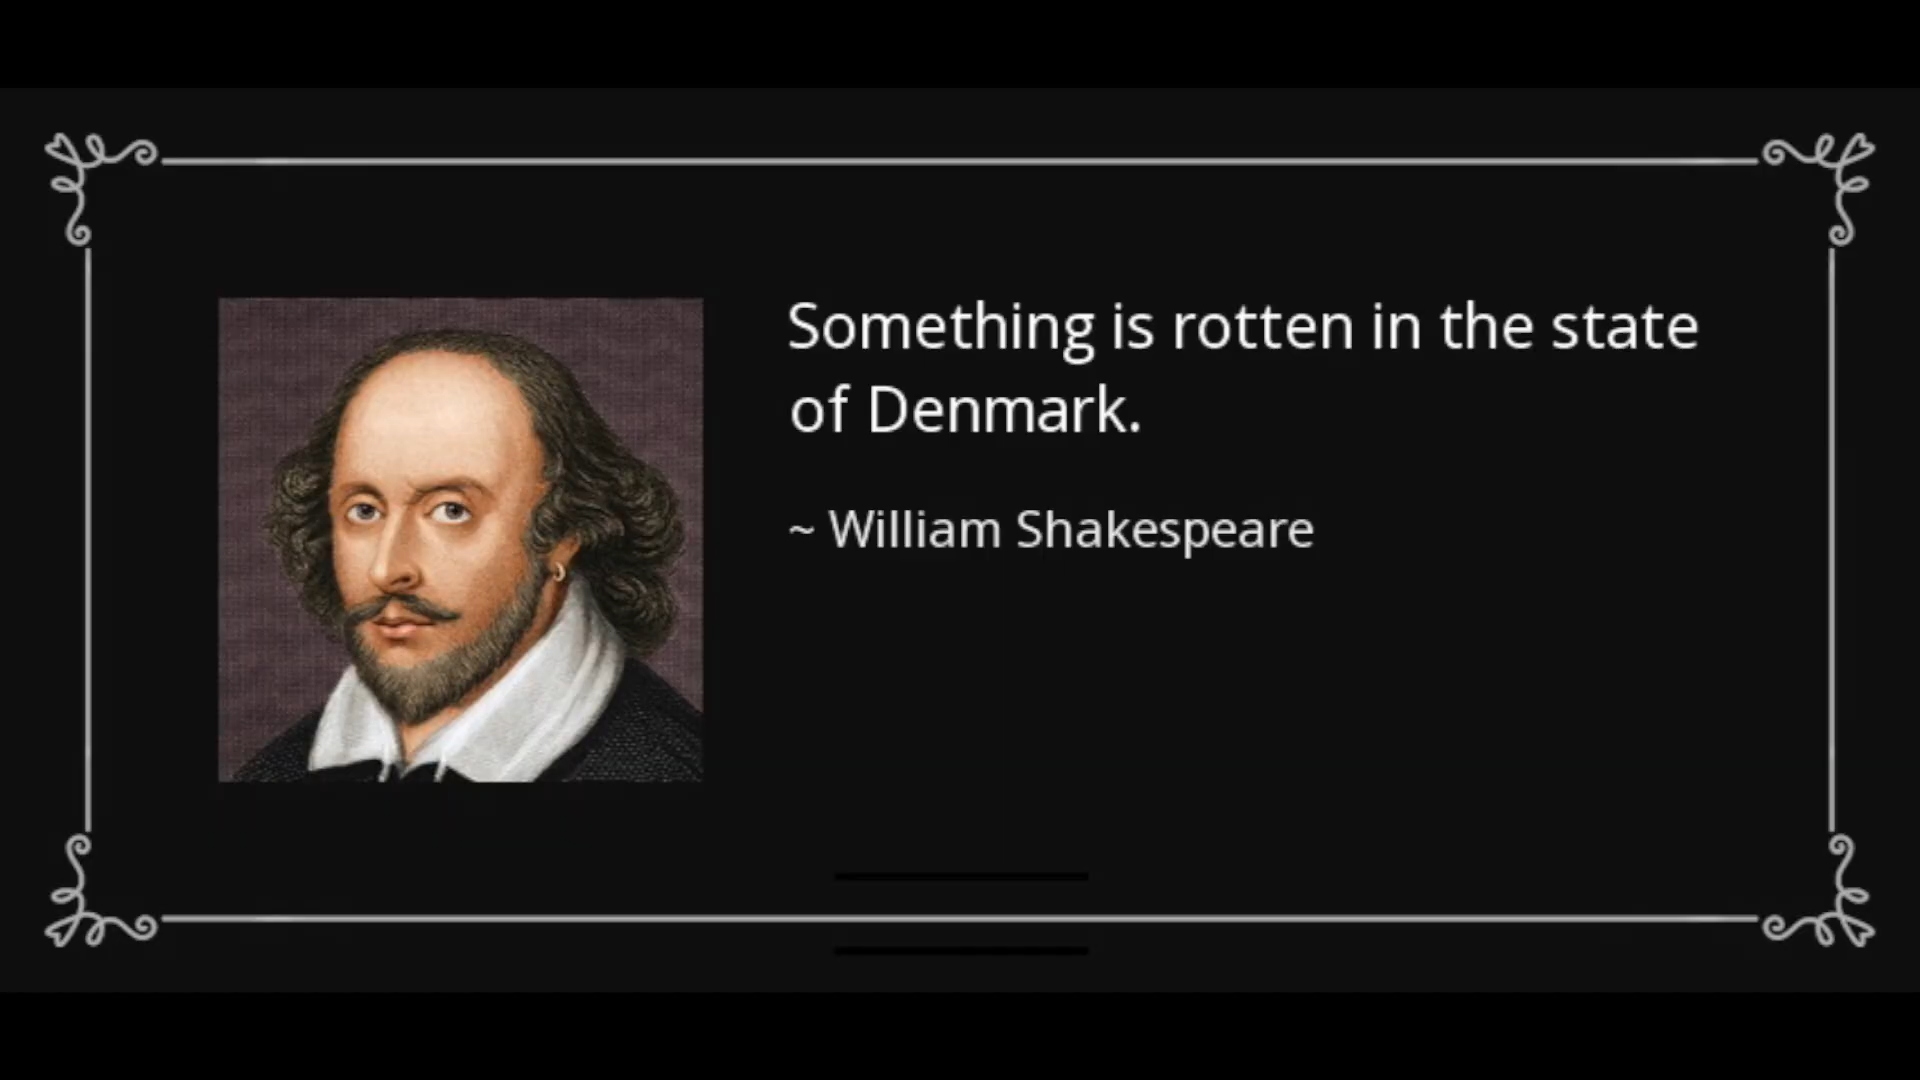 Something is rotten in the state
of Denmark.
~ William Shakespeare